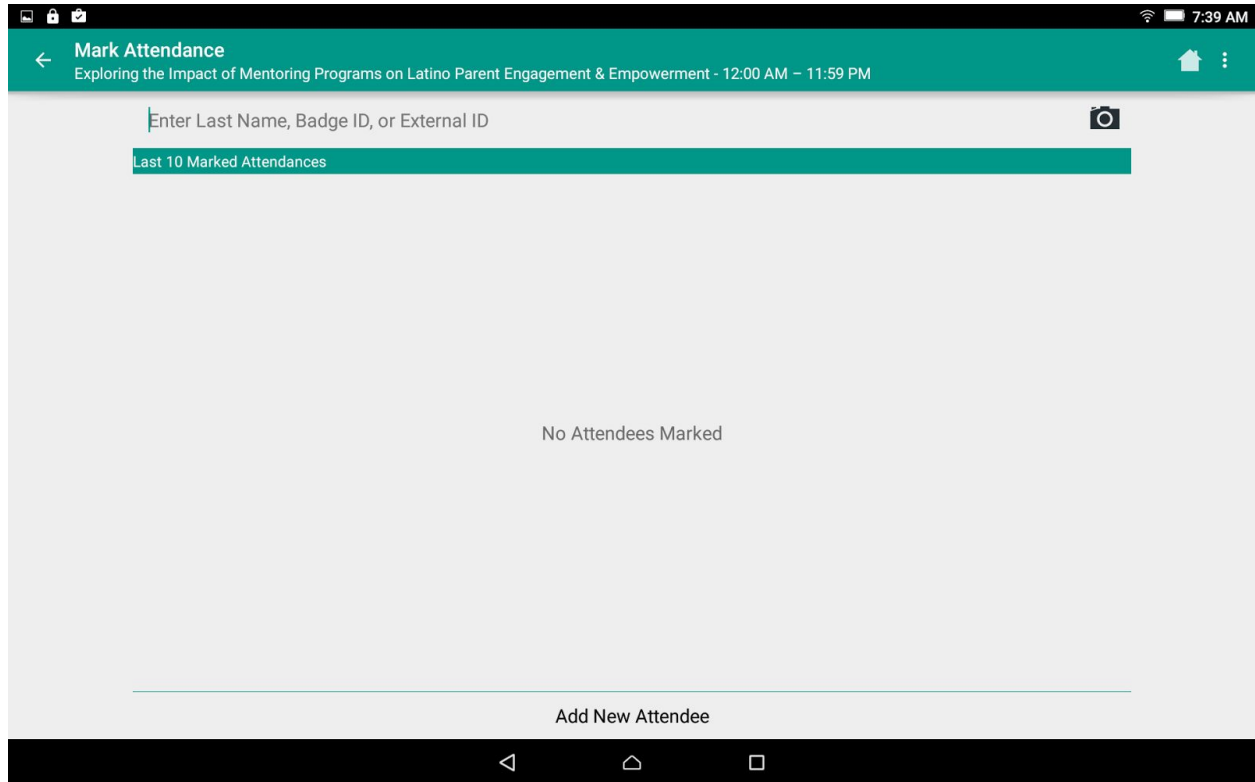 7:39 AM
Mark Attendance
Exploring the Impact of Mentoring Programs on Latino Parent Engagement & Empowerment - 12:00 AM – 11:59 PM
Enter Last Name, Badge ID, or External ID
Last 10 Marked Attendances
No Attendees Marked
Add New Attendee